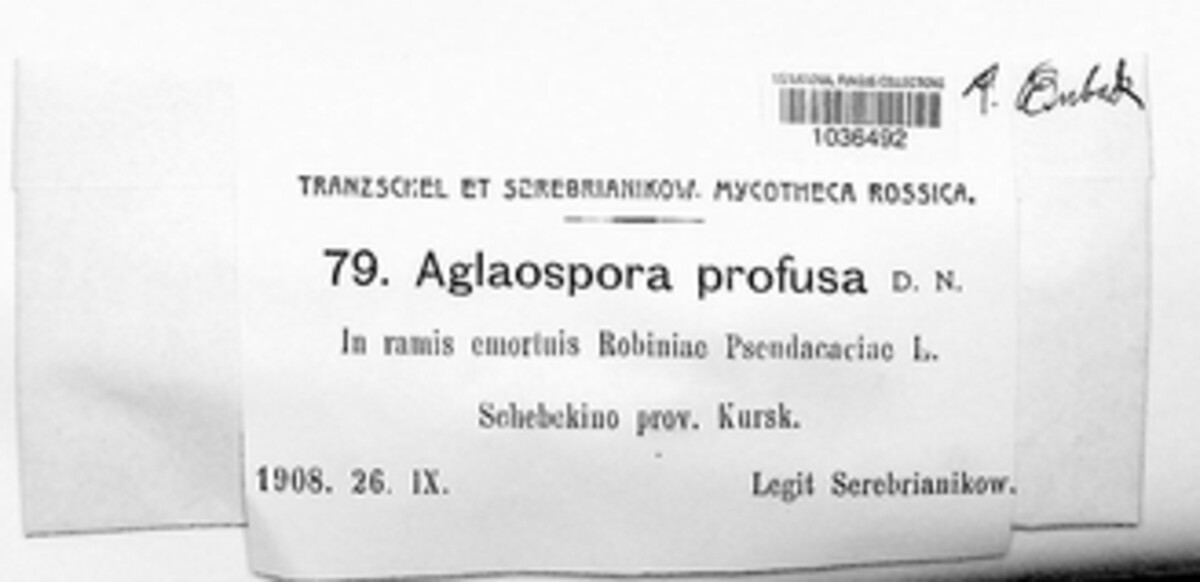 US NATIONAL FUNGUS COLLECTIONS
1036492
TRANZSCHEL ET SEREBRIANIKOW. MYCOTHECA ROSSICA.
79. Aglaospora profusa D. N.
In ramis emortuis Robiniae Pseudacaciae L.
Schebekino prov. Kursk.
1908. 26. IX.
Legit Serebrianikow.